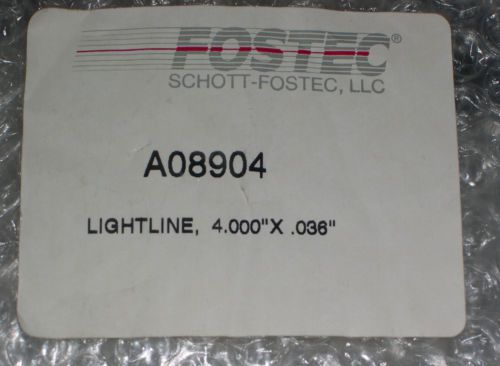 FOSTEC®
SCHOTT-FOSTEC, LLC
A08904
LIGHTLINE, 4.000"X .036"